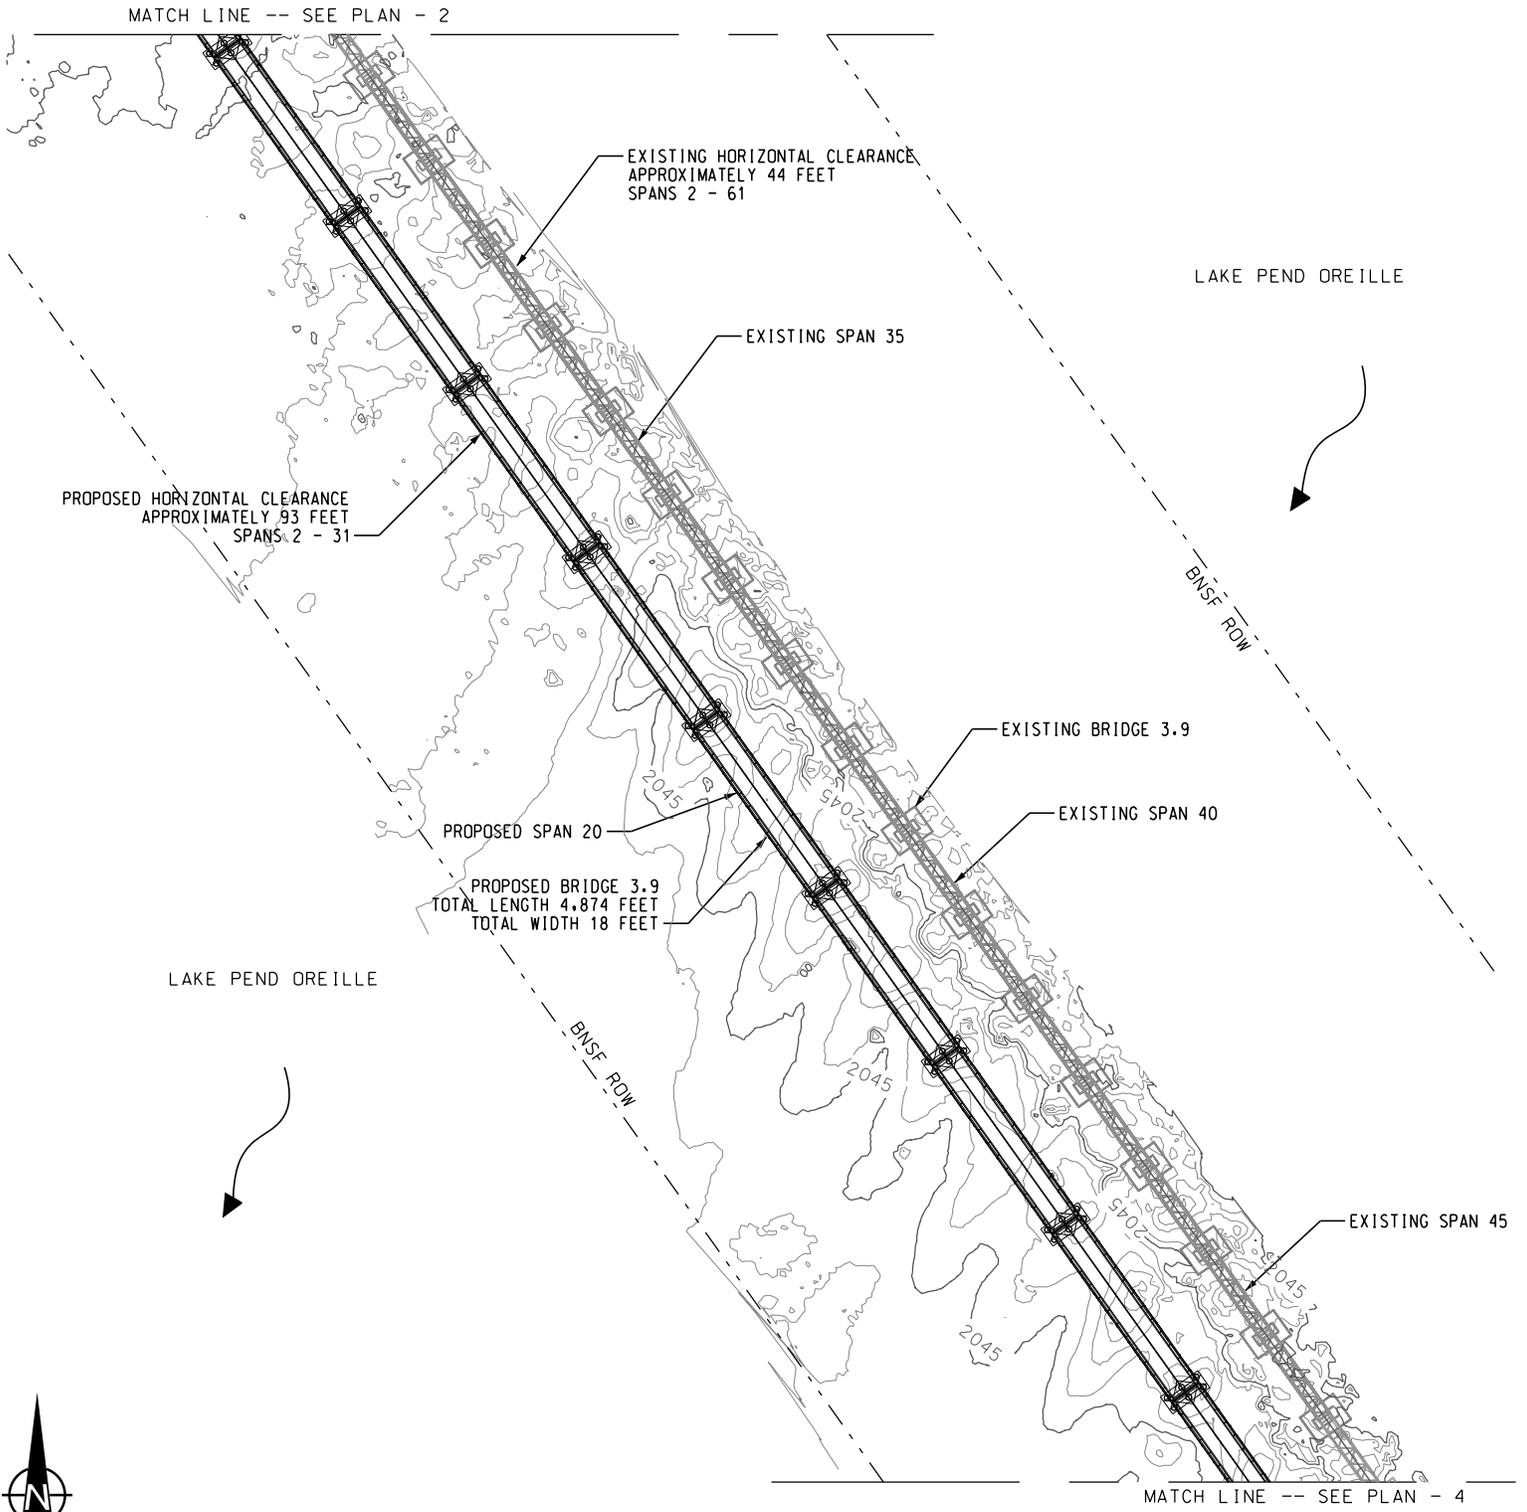 MATCH LINE -- SEE PLAN - 2
EXISTING HORIZONTAL CLEARANCE
APPROXIMATELY 44 FEET
SPANS 2 - 61
LAKE PEND OREILLE
EXISTING SPAN 35
PROPOSED HORIZONTAL CLEARANCE
APPROXIMATELY 93 FEET
SPANS 2 - 31
BNSF ROW
EXISTING BRIDGE 3.9
2045
2045
EXISTING SPAN 40
PROPOSED SPAN 20
PROPOSED BRIDGE 3.9
TOTAL LENGTH 4,874 FEET
TOTAL WIDTH 18 FEET
LAKE PEND OREILLE
BNSF ROW
2045
2045
EXISTING SPAN 45
2045
2045
N
MATCH LINE -- SEE PLAN - 4